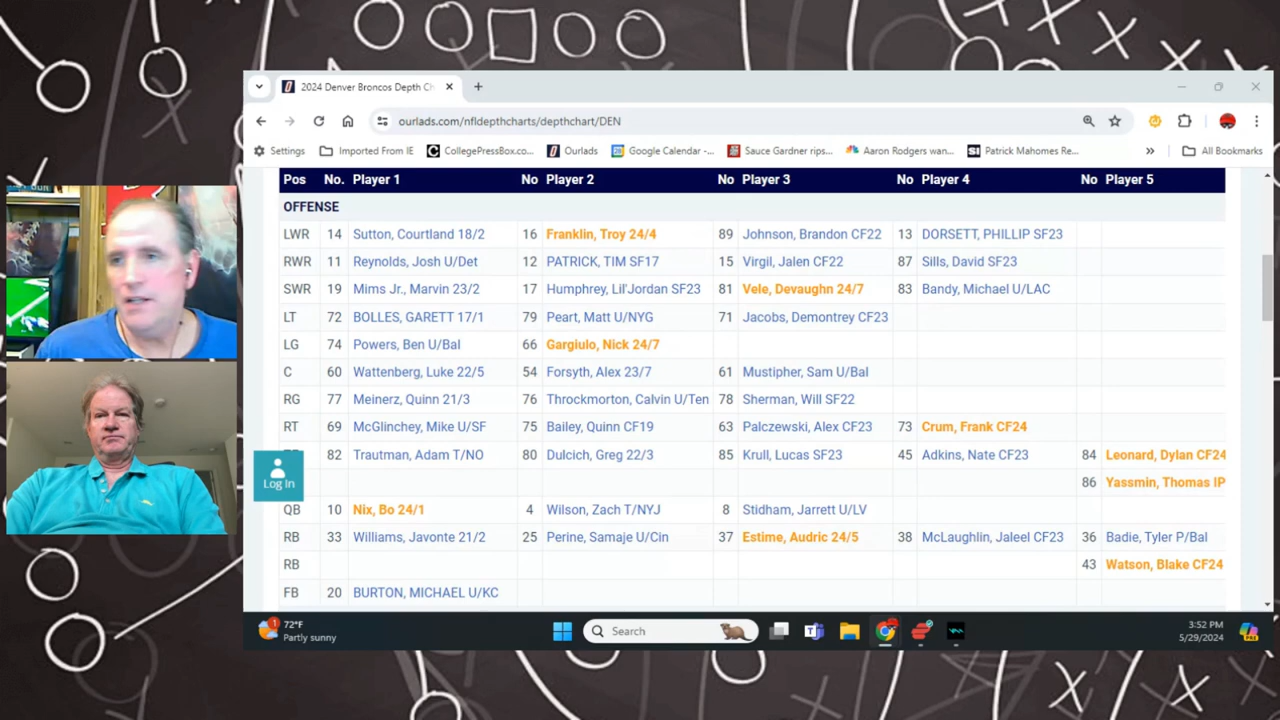 2024 Denver Broncos Depth Ch
ourlads.com/nfldepthcharts/depthchart/DEN
Settings Imported From IE CollegePressBox.co... Ourlads Google Calendar -... Sauce Gardner rips... Aaron Rodgers wan... Patrick Mahomes Re... » All Bookmarks
Pos No. Player 1 No Player 2 No Player 3 No Player 4 No Player 5
OFFENSE
LWR 14 Sutton, Courtland 18/2 16 Franklin, Troy 24/4 89 Johnson, Brandon CF22 13 DORSETT, PHILLIP SF23
RWR 11 Reynolds, Josh U/Det 12 PATRICK, TIM SF17 15 Virgil, Jalen CF22 87 Sills, David SF23
SWR 19 Mims Jr., Marvin 23/2 17 Humphrey, Lil'Jordan SF23 81 Vele, Devaughn 24/7 83 Bandy, Michael U/LAC
LT 72 BOLLES, GARETT 17/1 79 Peart, Matt U/NYG 71 Jacobs, Demontrey CF23
LG 74 Powers, Ben U/Bal 66 Gargiulo, Nick 24/7
C 60 Wattenberg, Luke 22/5 54 Forsyth, Alex 23/7 61 Mustipher, Sam U/Bal
RG 77 Meinerz, Quinn 21/3 76 Throckmorton, Calvin U/Ten 78 Sherman, Will SF22
RT 69 McGlinchey, Mike U/SF 75 Bailey, Quinn CF19 63 Palczewski, Alex CF23 73 Crum, Frank CF24
82 Trautman, Adam T/NO 80 Dulcich, Greg 22/3 85 Krull, Lucas SF23 45 Adkins, Nate CF23 84 Leonard, Dylan CF24
86 Yassmin, Thomas IP
Log In
QB 10 Nix, Bo 24/1 4 Wilson, Zach T/NYJ 8 Stidham, Jarrett U/LV
RB 33 Williams, Javonte 21/2 25 Perine, Samaje U/Cin 37 Estime, Audric 24/5 38 McLaughlin, Jaleel CF23 36 Badie, Tyler P/Bal
RB 43 Watson, Blake CF24
FB 20 BURTON, MICHAEL U/KC
1
72°F
Partly sunny
Search
3:52 PM
5/29/2024